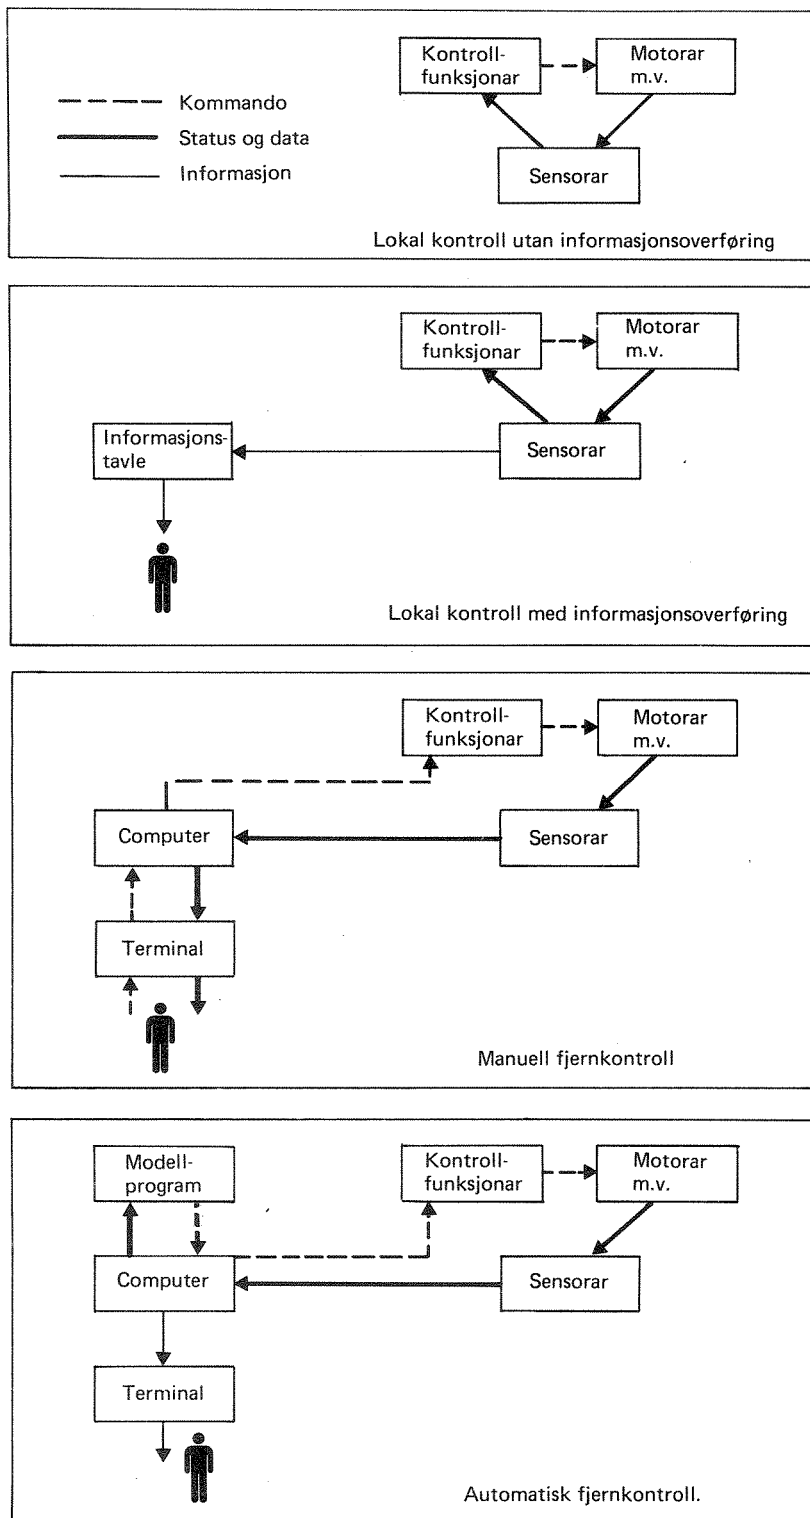 Kontroll-
funksjonar
Motorar
m.v.
Kommando
Status og data
Informasjon
Sensorar
Lokal kontroll utan informasjonsoverføring
Kontroll-
funksjonar
Motorar
m.v.
Informasjons-
tavle
Sensorar
Lokal kontroll med informasjonsoverføring
Kontroll-
funksjonar
Motorar
m.v.
Computer
Sensorar
Terminal
Manuell fjernkontroll
Modell-
program
Kontroll-
funksjonar
Motorar
m.v.
Computer
Sensorar
Terminal
Automatisk fjernkontroll.